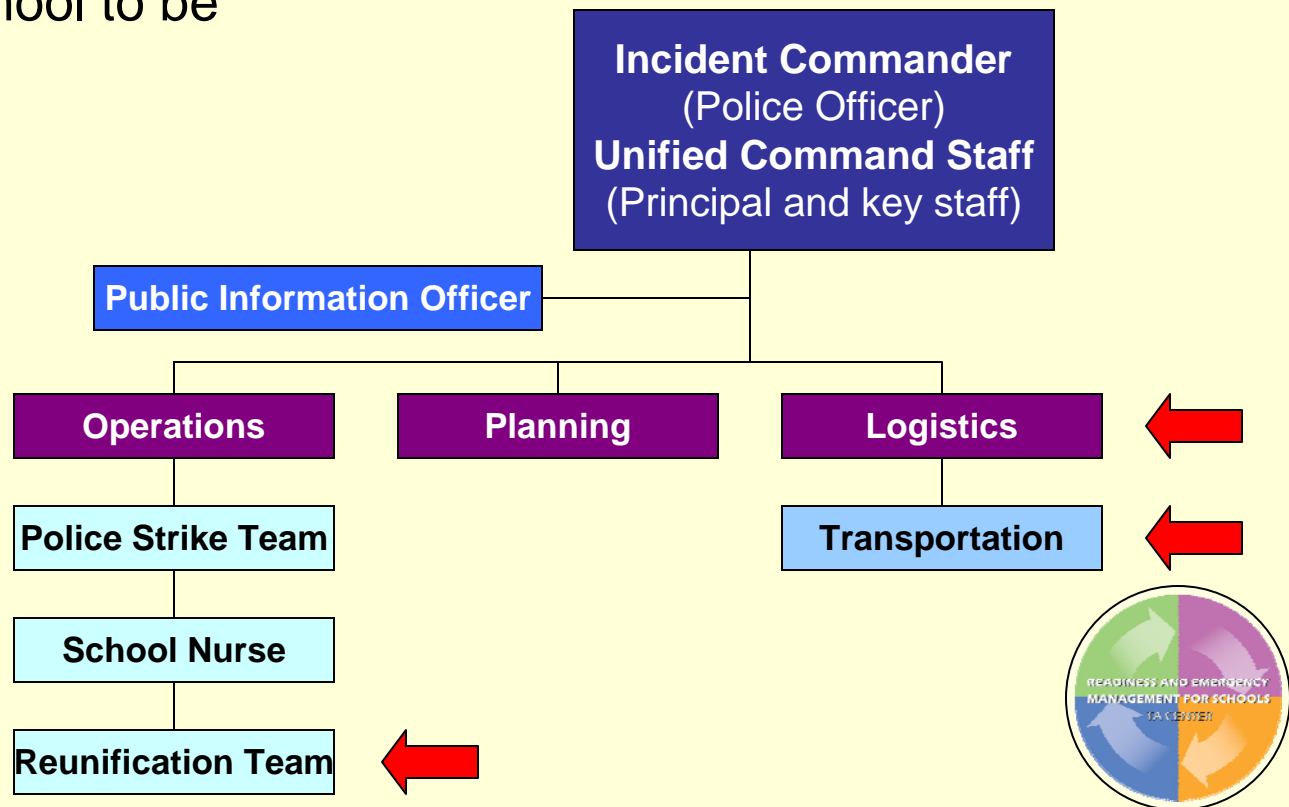 hool to be
Incident Commander
(Police Officer)
Unified Command Staff
(Principal and key staff)
Public Information Officer
Operations
Planning
Logistics
Police Strike Team
Transportation
School Nurse
Reunification Team
READINESS AND EMERGENCY
MANAGEMENT FOR SCHOOLS
TA CENTER